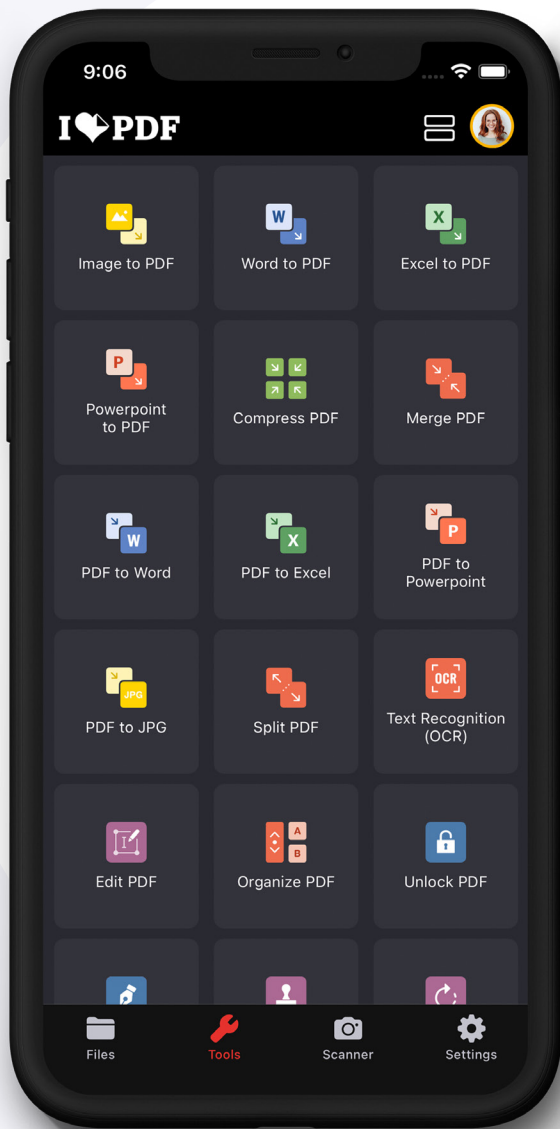 9:06
I PDF
Image to PDF
Word to PDF
Excel to PDF
Powerpoint
to PDF
Compress PDF
Merge PDF
PDF to Word
PDF to Excel
PDF to
Powerpoint
PDF to JPG
Split PDF
Text Recognition
(OCR)
Edit PDF
Organize PDF
Unlock PDF
Files
Tools
Scanner
Settings
W
X
P
W
X
P
JPG
OCR
I
A
B